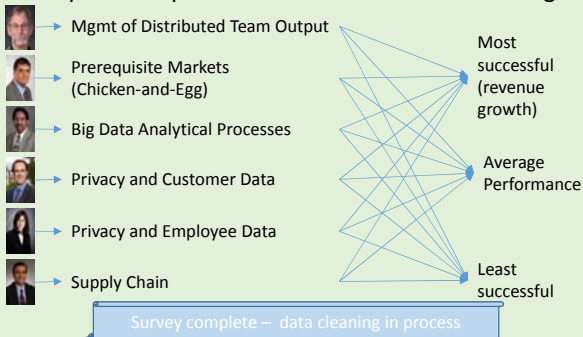 Mgmt of Distributed Team Output
Prerequisite Markets
(Chicken-and-Egg)
Big Data Analytical Processes
Privacy and Customer Data
Privacy and Employee Data
Supply Chain
Most
successful
(revenue
growth)
Average
Performance
Least
successful
Survey complete – data cleaning in process